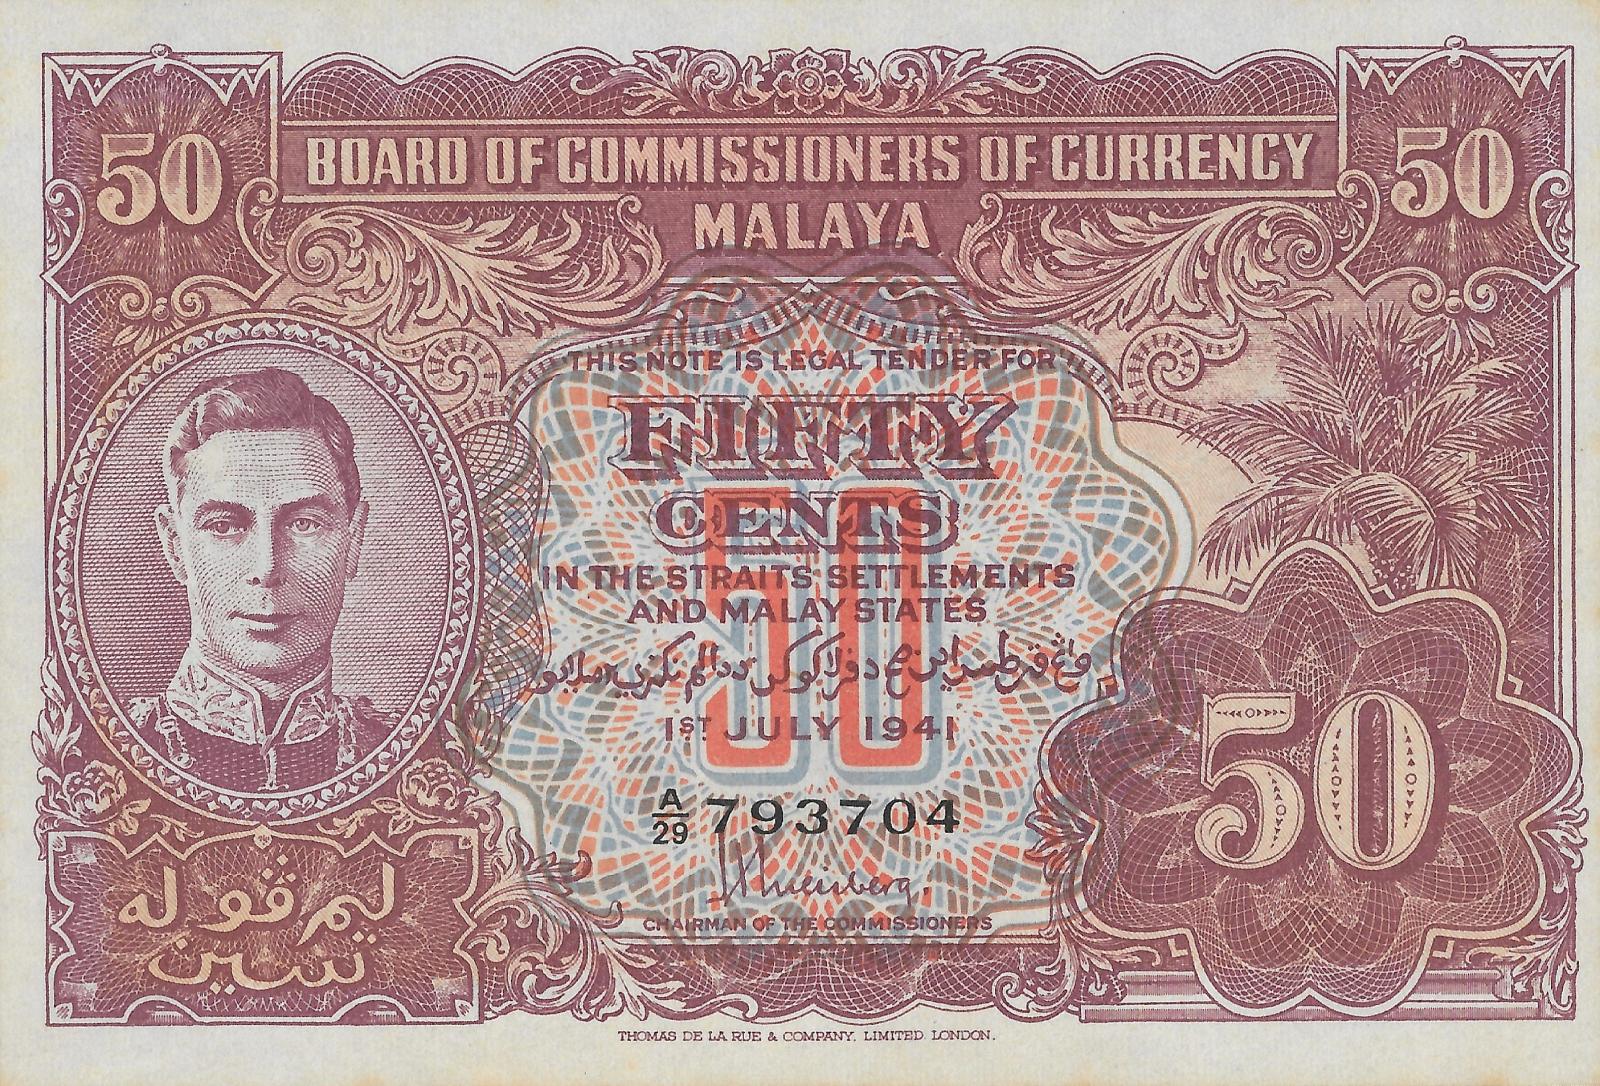 50 50
BOARD OF COMMISSIONERS OF CURRENCY
MALAYA
THIS NOTE IS LEGAL TENDER FOR
FIFTY
CENTS
50
IN THE STRAITS SETTLEMENTS
AND MALAY STATES
1ST JULY 1941
A/29 793704
CHAIRMAN OF THE COMMISSIONERS
ليم ڤوله
سين
50
THOMAS DE LA RUE & COMPANY, LIMITED, LONDON.